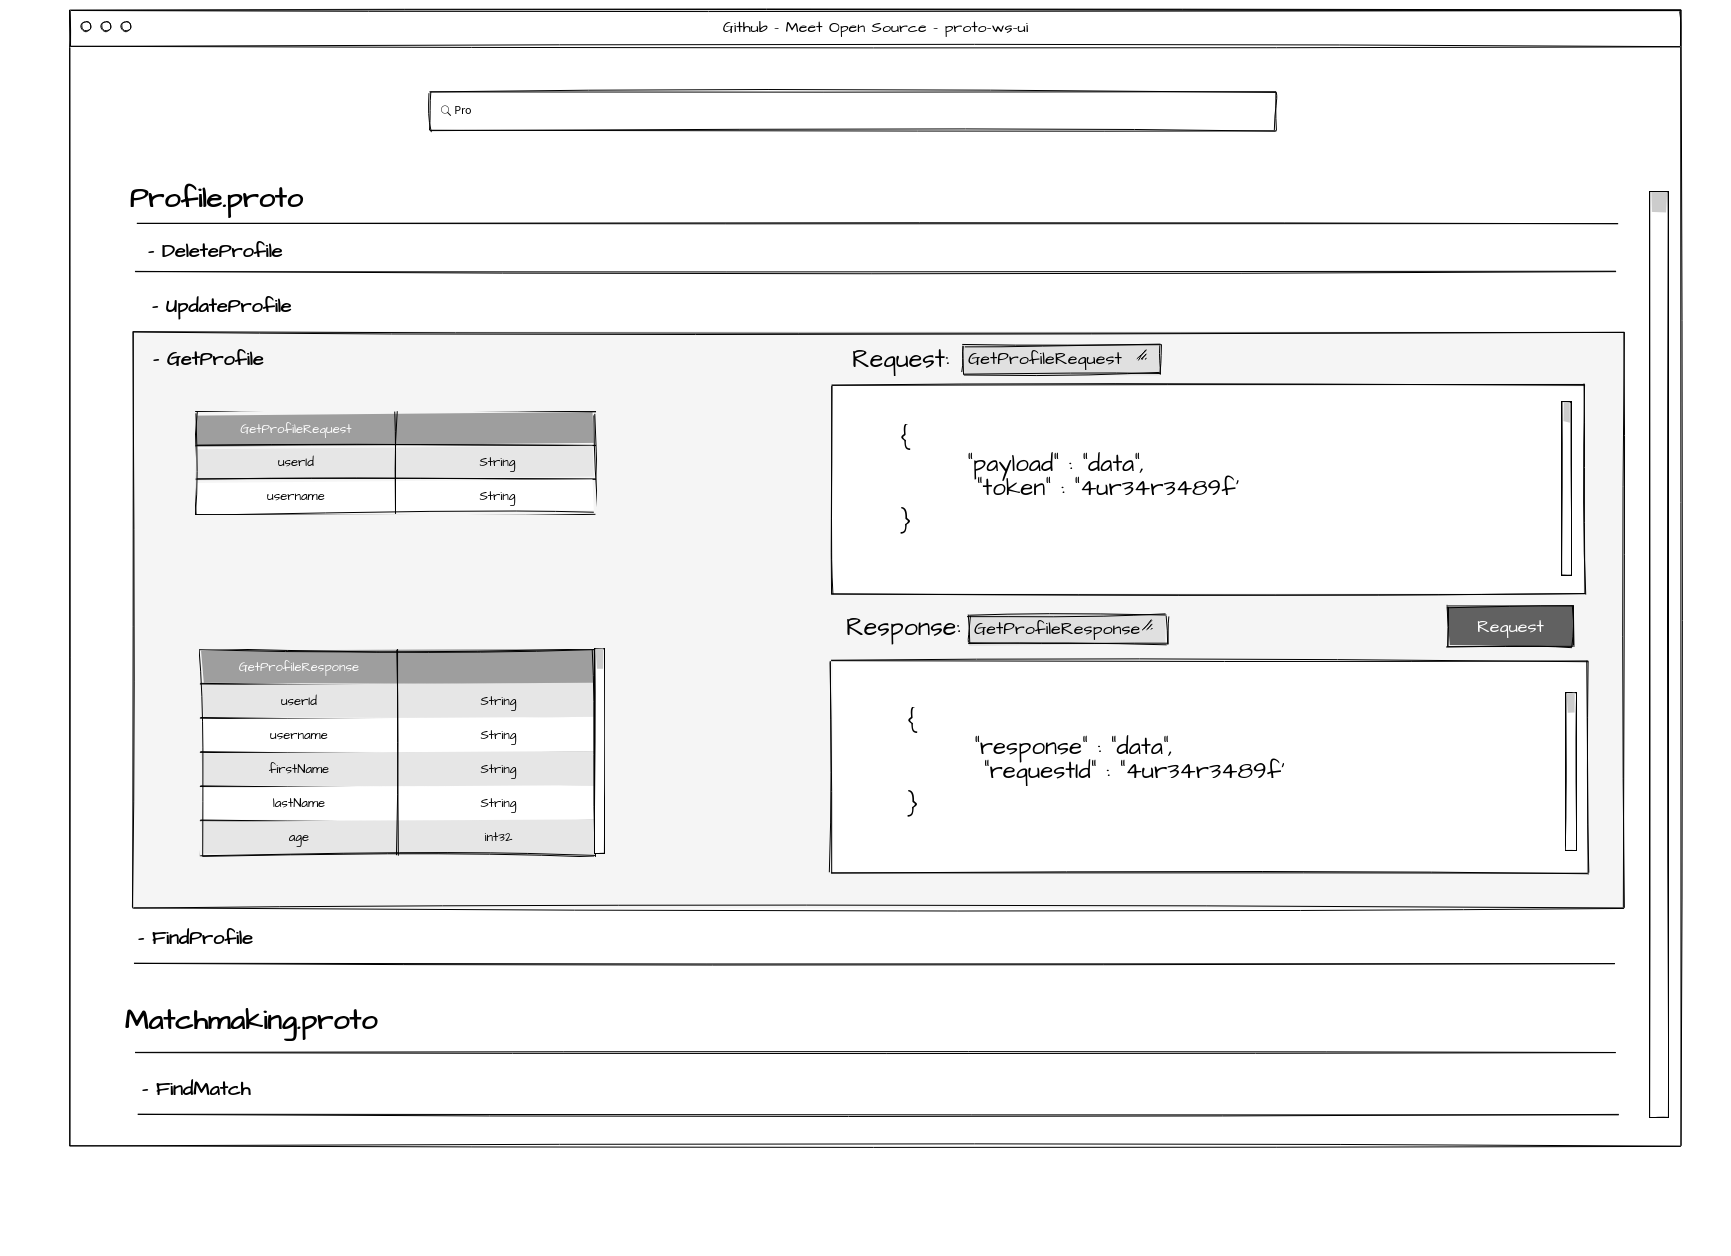 Github - Meet Open Source - proto-ws-ui
Pro
Profile.proto
- DeleteProfile
- UpdateProfile
- GetProfile
GetProfileRequest
userId String
username String
GetProfileResponse
userId String
username String
firstName String
lastName String
age int32
Request: GetProfileRequest
{
"payload" : "data",
"token" : "4ur34r3489f'
}
Response: GetProfileResponse
Request
{
"response" : "data",
"requestId" : "4ur34r3489f'
}
- FindProfile
Matchmaking.proto
- FindMatch